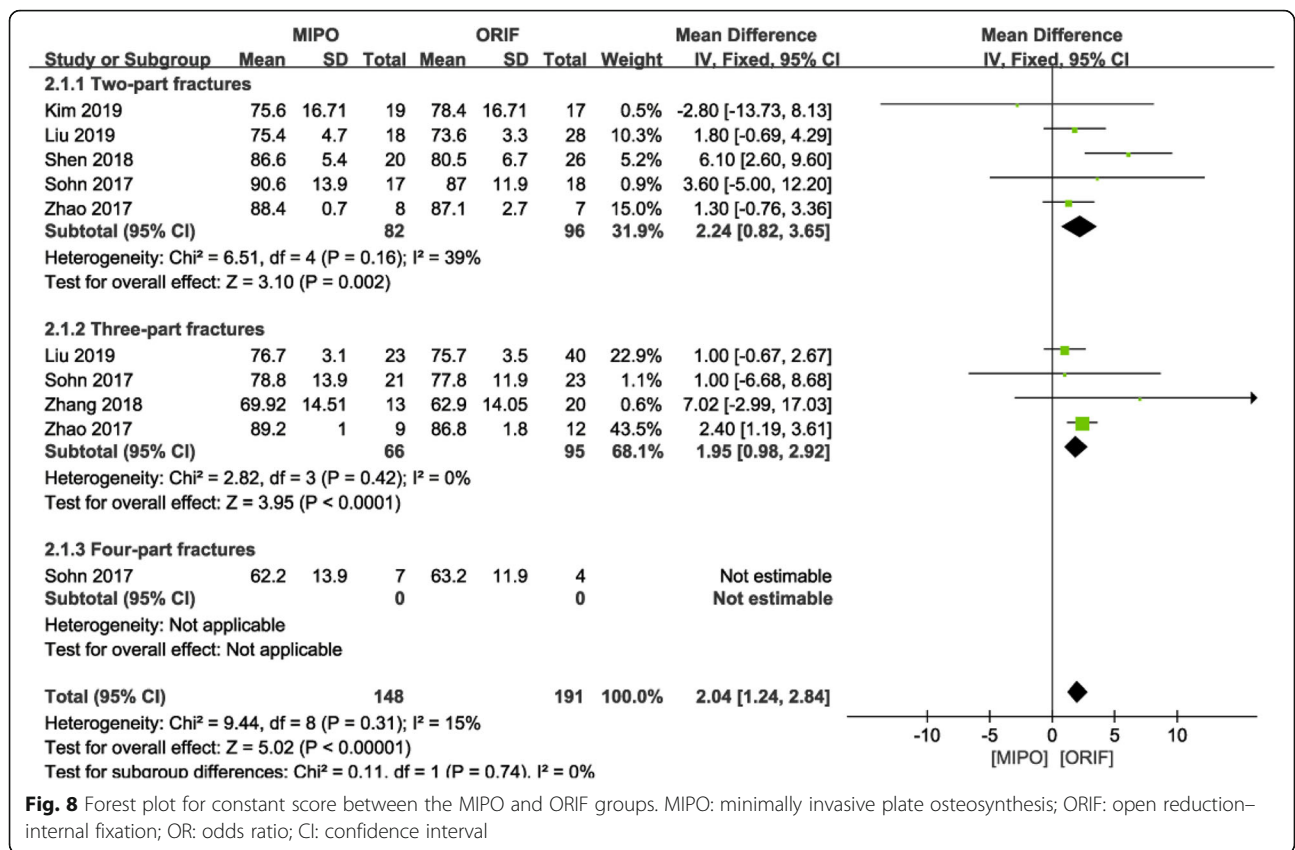 MIPO ORIF Mean Difference Mean Difference
Study or Subgroup Mean SD Total Mean SD Total Weight IV, Fixed, 95% CI IV, Fixed, 95% CI
2.1.1 Two-part fractures
Kim 2019 75.6 16.71 19 78.4 16.71 17 0.5% -2.80 [-13.73, 8.13]
Liu 2019 75.4 4.7 18 73.6 3.3 28 10.3% 1.80 [-0.69, 4.29]
Shen 2018 86.6 5.4 20 80.5 6.7 26 5.2% 6.10 [2.60, 9.60]
Sohn 2017 90.6 13.9 17 87 11.9 18 0.9% 3.60 [-5.00, 12.20]
Zhao 2017 88.4 0.7 8 87.1 2.7 7 15.0% 1.30 [-0.76, 3.36]
Subtotal (95% CI) 82 96 31.9% 2.24 [0.82, 3.65]
Heterogeneity: Chi² = 6.51, df = 4 (P = 0.16); I² = 39%
Test for overall effect: Z = 3.10 (P = 0.002)
2.1.2 Three-part fractures
Liu 2019 76.7 3.1 23 75.7 3.5 40 22.9% 1.00 [-0.67, 2.67]
Sohn 2017 78.8 13.9 21 77.8 11.9 23 1.1% 1.00 [-6.68, 8.68]
Zhang 2018 69.92 14.51 13 62.9 14.05 20 0.6% 7.02 [-2.99, 17.03]
Zhao 2017 89.2 1 9 86.8 1.8 12 43.5% 2.40 [1.19, 3.61]
Subtotal (95% CI) 66 95 68.1% 1.95 [0.98, 2.92]
Heterogeneity: Chi² = 2.82, df = 3 (P = 0.42); I² = 0%
Test for overall effect: Z = 3.95 (P < 0.0001)
2.1.3 Four-part fractures
Sohn 2017 62.2 13.9 7 63.2 11.9 4 Not estimable
Subtotal (95% CI) 0 0 Not estimable
Heterogeneity: Not applicable
Test for overall effect: Not applicable
Total (95% CI) 148 191 100.0% 2.04 [1.24, 2.84]
Heterogeneity: Chi² = 9.44, df = 8 (P = 0.31); I² = 15%
Test for overall effect: Z = 5.02 (P < 0.00001)
Test for subgroup differences: Chi² = 0.11, df = 1 (P = 0.74), I² = 0%
-10 -5 0 5 10
[MIPO] [ORIF]
Fig. 8 Forest plot for constant score between the MIPO and ORIF groups. MIPO: minimally invasive plate osteosynthesis; ORIF: open reduction–
internal fixation; OR: odds ratio; CI: confidence interval